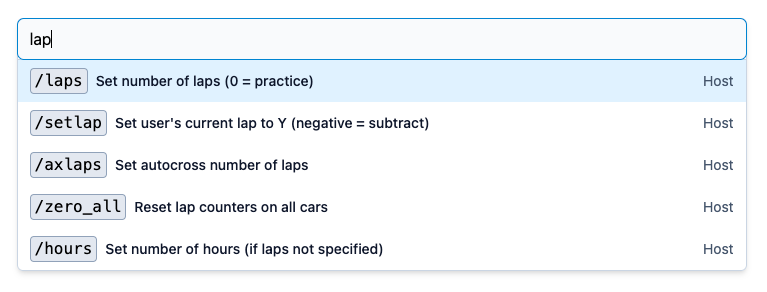 lap
/laps Set number of laps (0 = practice) Host
/setlap Set user's current lap to Y (negative = subtract) Host
/axlaps Set autocross number of laps Host
/zero_all Reset lap counters on all cars Host
/hours Set number of hours (if laps not specified) Host